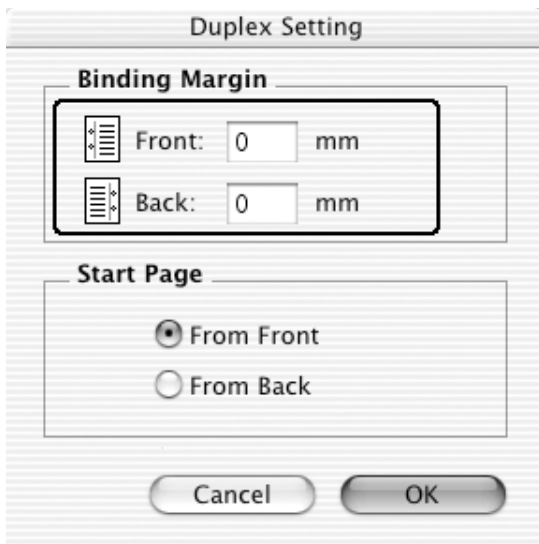 Duplex Setting
Binding Margin
Front: 0 mm
Back: 0 mm
Start Page
From Front
From Back
Cancel OK